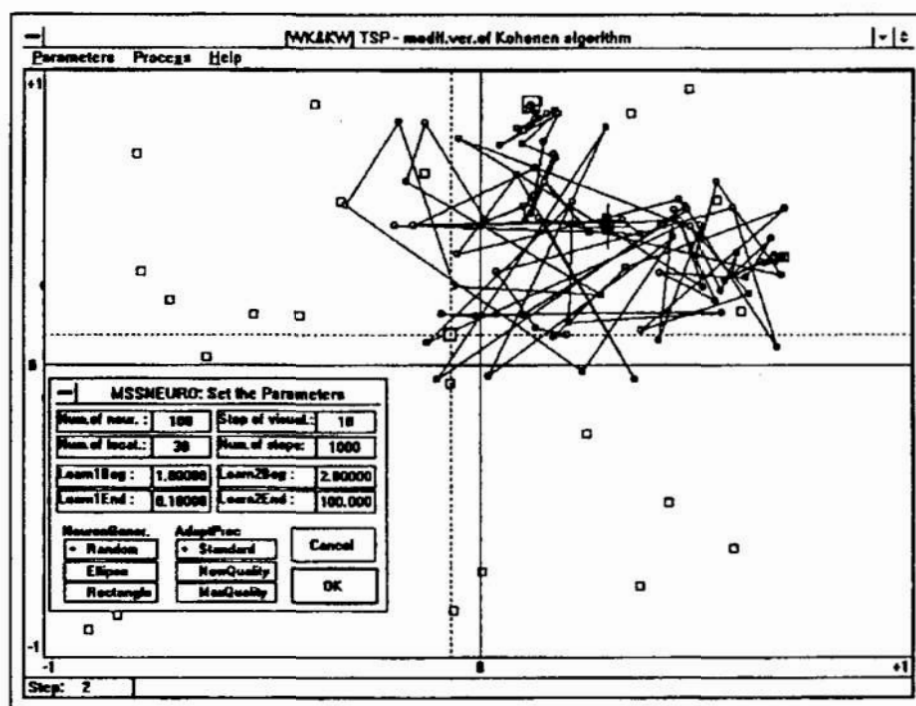 [WK&KW] TSP - modif.ver.of Kohonen algorithm
Parameters Process Help
+1
0
-1
-1 0 +1
MSSNEURO: Set the Parameters
Num.of neur. : 100 Step of visual.: 10
Num.of local.: 30 Num.of steps: 1000
Learn1Beg : 1.00000 Learn2Beg : 2.00000
Learn1End : 0.10000 Learn2End : 100.000
NeuronGener. AdaptProc
Random Standard Cancel
Ellipse NewQuality
Rectangle MaxQuality OK
Step: 2